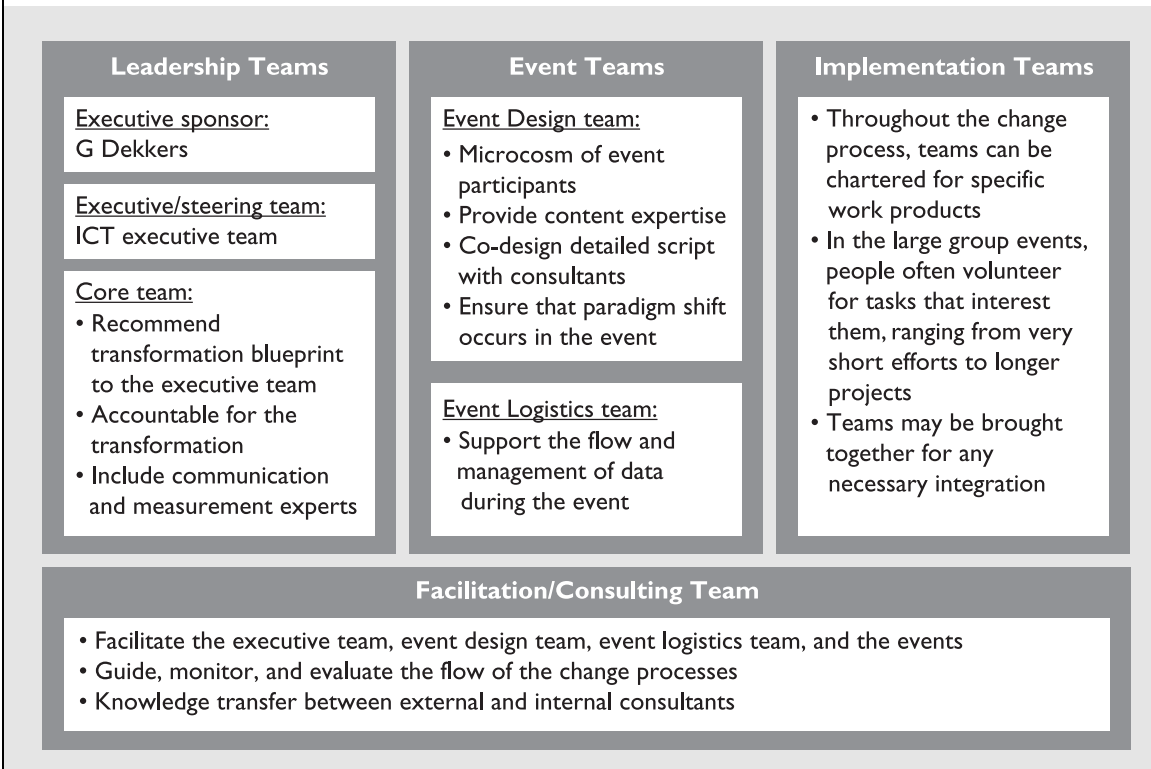 Leadership Teams
Executive sponsor:
G Dekkers
Executive/steering team:
ICT executive team
Core team:
• Recommend
transformation blueprint
to the executive team
• Accountable for the
transformation
• Include communication
and measurement experts
Event Teams
Event Design team:
• Microcosm of event
participants
• Provide content expertise
• Co-design detailed script
with consultants
• Ensure that paradigm shift
occurs in the event
Event Logistics team:
• Support the flow and
management of data
during the event
Implementation Teams
• Throughout the change
process, teams can be
chartered for specific
work products
• In the large group events,
people often volunteer
for tasks that interest
them, ranging from very
short efforts to longer
projects
• Teams may be brought
together for any
necessary integration
Facilitation/Consulting Team
• Facilitate the executive team, event design team, event logistics team, and the events
• Guide, monitor, and evaluate the flow of the change processes
• Knowledge transfer between external and internal consultants